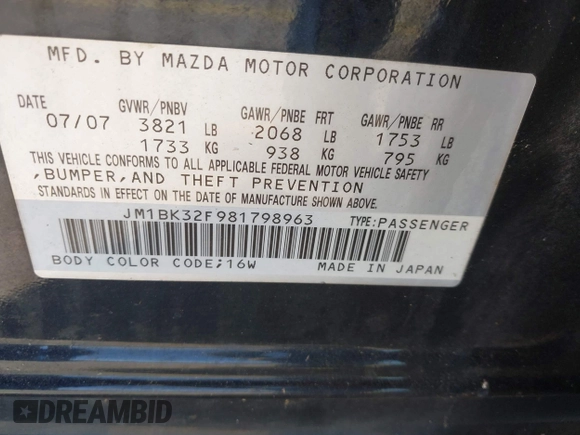 MFD. BY MAZDA MOTOR CORPORATION
DATE GVWR/PNBV GAWR/PNBE FRT GAWR/PNBE RR
07/07 3821 LB 2068 LB 1753 LB
1733 KG 938 KG 795 KG
THIS VEHICLE CONFORMS TO ALL APPLICABLE FEDERAL MOTOR VEHICLE SAFETY
,BUMPER,AND THEFT PREVENTION
STANDARDS IN EFFECT ON THE DATE OF MANUFACTURE SHOWN ABOVE.
JM1BK32F981798963 TYPE:PASSENGER
BODY COLOR CODE;16W MADE IN JAPAN
DREAMBID